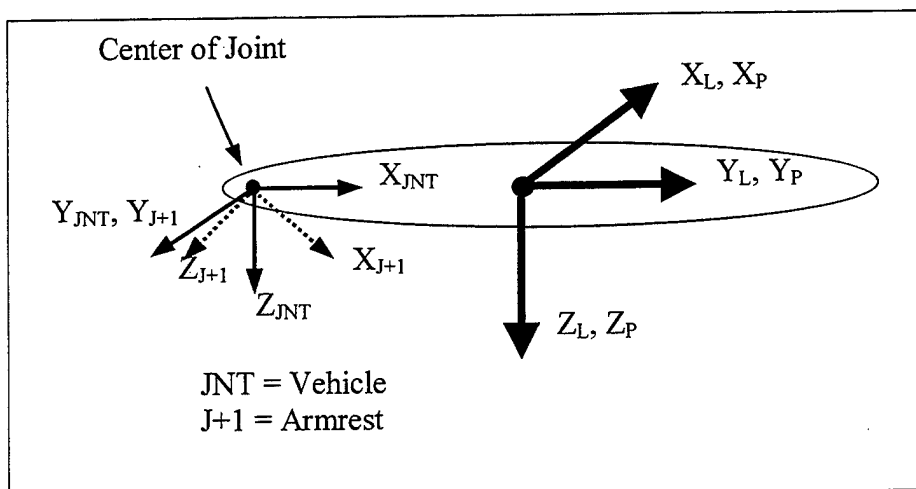 Center of Joint
X_L, X_P
X_JNT
Y_L, Y_P
Y_JNT, Y_J+1
Z_J+1
X_J+1
Z_JNT
Z_L, Z_P
JNT = Vehicle
J+1 = Armrest